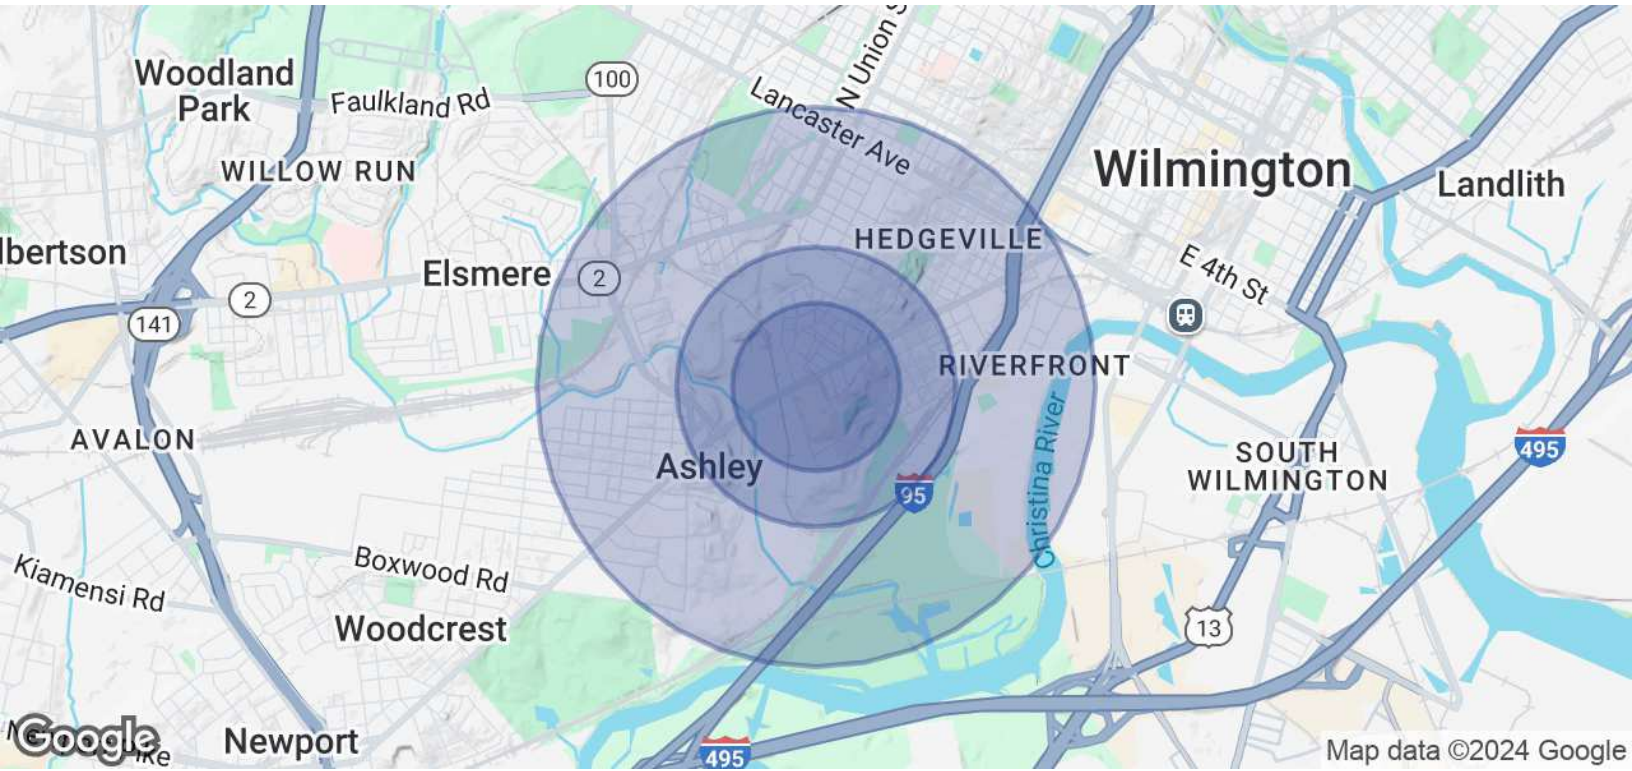 Woodland
Park
Faulkland Rd
100
N Union S
Lancaster Ave
WILLOW RUN
Wilmington
Landlith
lbertson
Elsmere
2
HEDGEVILLE
E 4th St
2
141
RIVERFRONT
AVALON
Ashley
95
Christina River
SOUTH
WILMINGTON
495
Kiamensi Rd
Boxwood Rd
Woodcrest
13
Google
Newport
495
Map data ©2024 Google